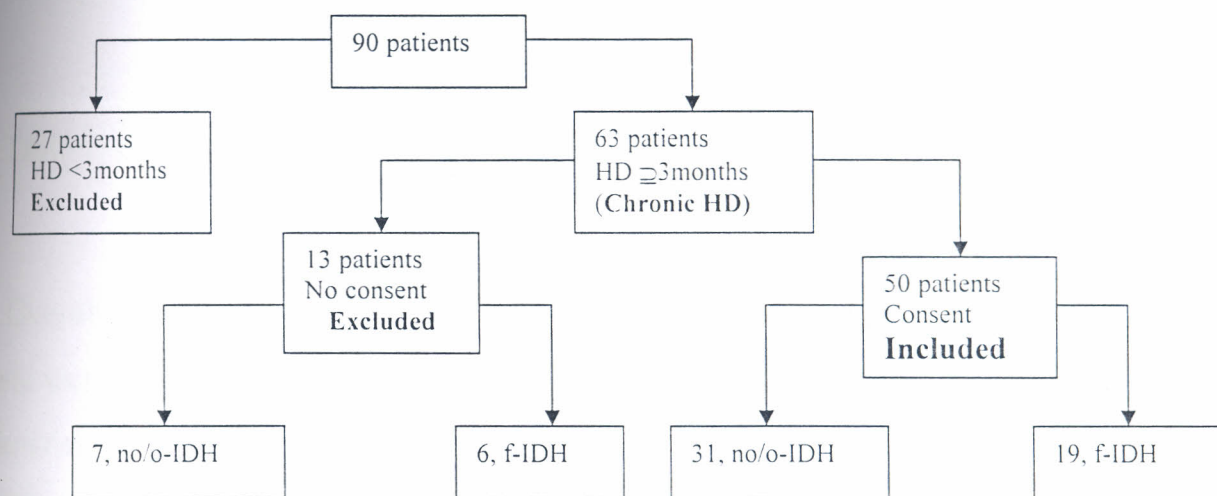 90 patients
27 patients
HD <3months
Excluded
63 patients
HD ⊇3months
(Chronic HD)
13 patients
No consent
Excluded
50 patients
Consent
Included
7, no/o-IDH
6, f-IDH
31, no/o-IDH
19, f-IDH